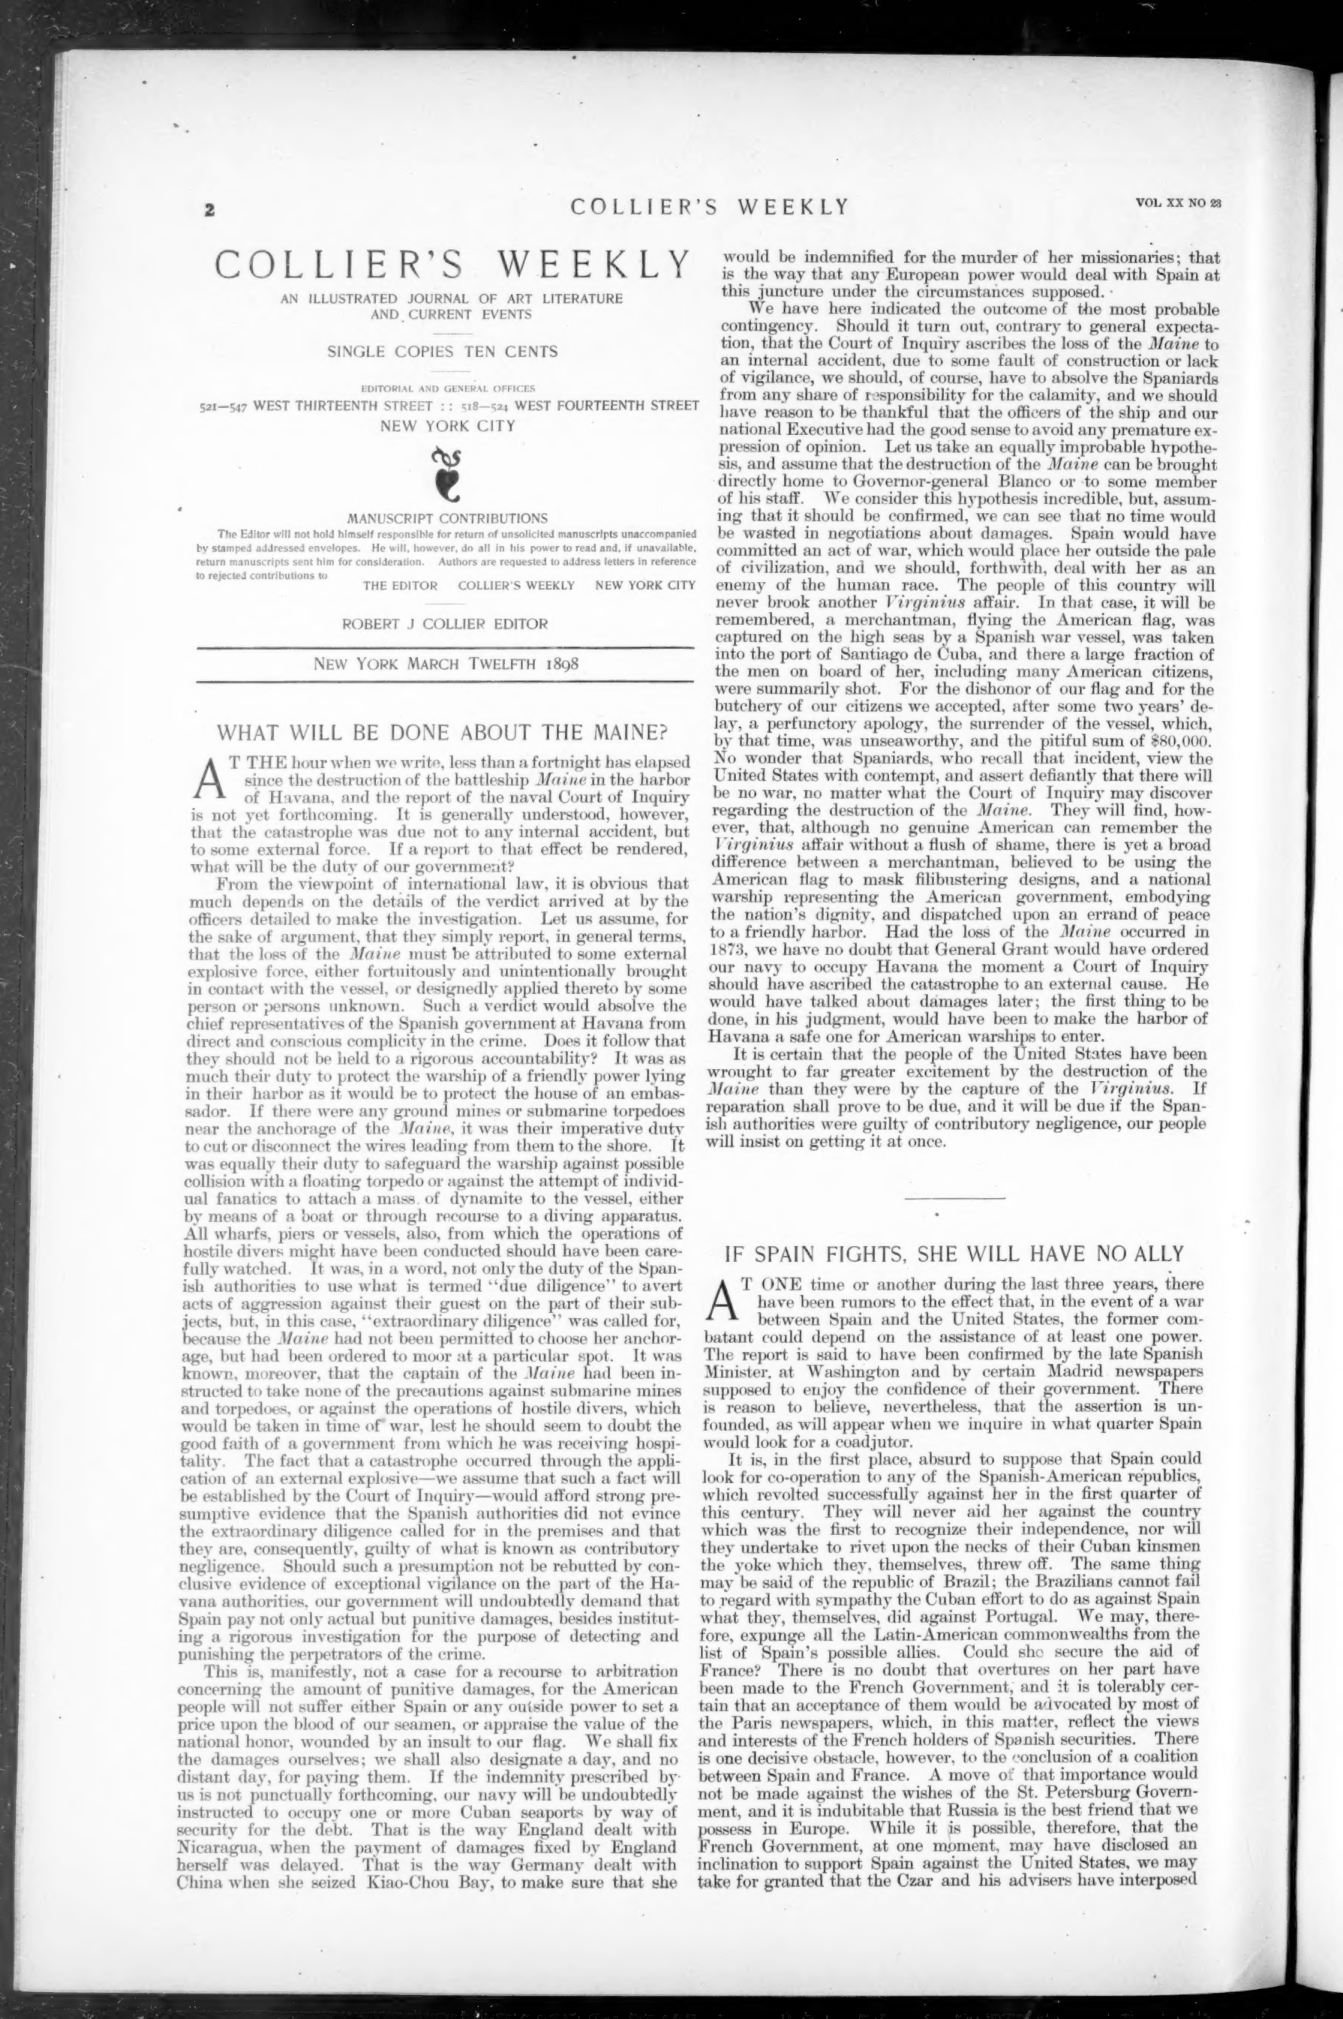 2
COLLIER'S WEEKLY
VOL XX NO 23
COLLIER'S WEEKLY
AN ILLUSTRATED JOURNAL OF ART LITERATURE
AND CURRENT EVENTS
SINGLE COPIES TEN CENTS
EDITORIAL AND GENERAL OFFICES
521—547 WEST THIRTEENTH STREET :: 518—524 WEST FOURTEENTH STREET
NEW YORK CITY
MANUSCRIPT CONTRIBUTIONS
The Editor will not hold himself responsible for return of unsolicited manuscripts unaccompanied
by stamped addressed envelopes. He will, however, do all in his power to read and, if unavailable,
return manuscripts sent him for consideration. Authors are requested to address letters in reference
to rejected contributions to
THE EDITOR COLLIER'S WEEKLY NEW YORK CITY
ROBERT J COLLIER EDITOR
NEW YORK MARCH TWELFTH 1898
WHAT WILL BE DONE ABOUT THE MAINE?
AT THE hour when we write, less than a fortnight has elapsed
since the destruction of the battleship Maine in the harbor
of Havana, and the report of the naval Court of Inquiry
is not yet forthcoming. It is generally understood, however,
that the catastrophe was due not to any internal accident, but
to some external force. If a report to that effect be rendered,
what will be the duty of our government?
From the viewpoint of international law, it is obvious that
much depends on the details of the verdict arrived at by the
officers detailed to make the investigation. Let us assume, for
the sake of argument, that they simply report, in general terms,
that the loss of the Maine must be attributed to some external
explosive force, either fortuitously and unintentionally brought
in contact with the vessel, or designedly applied thereto by some
person or persons unknown. Such a verdict would absolve the
chief representatives of the Spanish government at Havana from
direct and conscious complicity in the crime. Does it follow that
they should not be held to a rigorous accountability? It was as
much their duty to protect the warship of a friendly power lying
in their harbor as it would be to protect the house of an embas-
sador. If there were any ground mines or submarine torpedoes
near the anchorage of the Maine, it was their imperative duty
to cut or disconnect the wires leading from them to the shore. It
was equally their duty to safeguard the warship against possible
collision with a floating torpedo or against the attempt of individ-
ual fanatics to attach a mass of dynamite to the vessel, either
by means of a boat or through recourse to a diving apparatus.
All wharfs, piers or vessels, also, from which the operations of
hostile divers might have been conducted should have been care-
fully watched. It was, in a word, not only the duty of the Span-
ish authorities to use what is termed "due diligence" to avert
acts of aggression against their guest on the part of their sub-
jects, but, in this case, "extraordinary diligence" was called for,
because the Maine had not been permitted to choose her anchor-
age, but had been ordered to moor at a particular spot. It was
known, moreover, that the captain of the Maine had been in-
structed to take none of the precautions against submarine mines
and torpedoes, or against the operations of hostile divers, which
would be taken in time of war, lest he should seem to doubt the
good faith of a government from which he was receiving hospi-
tality. The fact that a catastrophe occurred through the appli-
cation of an external explosive—we assume that such a fact will
be established by the Court of Inquiry—would afford strong pre-
sumptive evidence that the Spanish authorities did not evince
the extraordinary diligence called for in the premises and that
they are, consequently, guilty of what is known as contributory
negligence. Should such a presumption not be rebutted by con-
clusive evidence of exceptional vigilance on the part of the Ha-
vana authorities, our government will undoubtedly demand that
Spain pay not only actual but punitive damages, besides institut-
ing a rigorous investigation for the purpose of detecting and
punishing the perpetrators of the crime.
This is, manifestly, not a case for a recourse to arbitration
concerning the amount of punitive damages, for the American
people will not suffer either Spain or any outside power to set a
price upon the blood of our seamen, or appraise the value of the
national honor, wounded by an insult to our flag. We shall fix
the damages ourselves; we shall also designate a day, and no
distant day, for paying them. If the indemnity prescribed by
us is not punctually forthcoming, our navy will be undoubtedly
instructed to occupy one or more Cuban seaports by way of
security for the debt. That is the way England dealt with
Nicaragua, when the payment of damages fixed by England
herself was delayed. That is the way Germany dealt with
China when she seized Kiao-Chou Bay, to make sure that she
would be indemnified for the murder of her missionaries; that
is the way that any European power would deal with Spain at
this juncture under the circumstances supposed.
We have here indicated the outcome of the most probable
contingency. Should it turn out, contrary to general expecta-
tion, that the Court of Inquiry ascribes the loss of the Maine to
an internal accident, due to some fault of construction or lack
of vigilance, we should, of course, have to absolve the Spaniards
from any share of responsibility for the calamity, and we should
have reason to be thankful that the officers of the ship and our
national Executive had the good sense to avoid any premature ex-
pression of opinion. Let us take an equally improbable hypothe-
sis, and assume that the destruction of the Maine can be brought
directly home to Governor-general Blanco or to some member
of his staff. We consider this hypothesis incredible, but, assum-
ing that it should be confirmed, we can see that no time would
be wasted in negotiations about damages. Spain would have
committed an act of war, which would place her outside the pale
of civilization, and we should, forthwith, deal with her as an
enemy of the human race. The people of this country will
never brook another Virginius affair. In that case, it will be
remembered, a merchantman, flying the American flag, was
captured on the high seas by a Spanish war vessel, was taken
into the port of Santiago de Cuba, and there a large fraction of
the men on board of her, including many American citizens,
were summarily shot. For the dishonor of our flag and for the
butchery of our citizens we accepted, after some two years' de-
lay, a perfunctory apology, the surrender of the vessel, which,
by that time, was unseaworthy, and the pitiful sum of $80,000.
No wonder that Spaniards, who recall that incident, view the
United States with contempt, and assert defiantly that there will
be no war, no matter what the Court of Inquiry may discover
regarding the destruction of the Maine. They will find, how-
ever, that, although no genuine American can remember the
Virginius affair without a flush of shame, there is yet a broad
difference between a merchantman, believed to be using the
American flag to mask filibustering designs, and a national
warship representing the American government, embodying
the nation's dignity, and dispatched upon an errand of peace
to a friendly harbor. Had the loss of the Maine occurred in
1873, we have no doubt that General Grant would have ordered
our navy to occupy Havana the moment a Court of Inquiry
should have ascribed the catastrophe to an external cause. He
would have talked about damages later; the first thing to be
done, in his judgment, would have been to make the harbor of
Havana a safe one for American warships to enter.
It is certain that the people of the United States have been
wrought to far greater excitement by the destruction of the
Maine than they were by the capture of the Virginius. If
reparation shall prove to be due, and it will be due if the Span-
ish authorities were guilty of contributory negligence, our people
will insist on getting it at once.
IF SPAIN FIGHTS, SHE WILL HAVE NO ALLY
AT ONE time or another during the last three years, there
have been rumors to the effect that, in the event of a war
between Spain and the United States, the former com-
batant could depend on the assistance of at least one power.
The report is said to have been confirmed by the late Spanish
Minister, at Washington and by certain Madrid newspapers
supposed to enjoy the confidence of their government. There
is reason to believe, nevertheless, that the assertion is un-
founded, as will appear when we inquire in what quarter Spain
would look for a coadjutor.
It is, in the first place, absurd to suppose that Spain could
look for co-operation to any of the Spanish-American republics,
which revolted successfully against her in the first quarter of
this century. They will never aid her against the country
which was the first to recognize their independence, nor will
they undertake to rivet upon the necks of their Cuban kinsmen
the yoke which they, themselves, threw off. The same thing
may be said of the republic of Brazil; the Brazilians cannot fail
to regard with sympathy the Cuban effort to do as against Spain
what they, themselves, did against Portugal. We may, there-
fore, expunge all the Latin-American commonwealths from the
list of Spain's possible allies. Could she secure the aid of
France? There is no doubt that overtures on her part have
been made to the French Government, and it is tolerably cer-
tain that an acceptance of them would be advocated by most of
the Paris newspapers, which, in this matter, reflect the views
and interests of the French holders of Spanish securities. There
is one decisive obstacle, however, to the conclusion of a coalition
between Spain and France. A move of that importance would
not be made against the wishes of the St. Petersburg Govern-
ment, and it is indubitable that Russia is the best friend that we
possess in Europe. While it is possible, therefore, that the
French Government, at one moment, may have disclosed an
inclination to support Spain against the United States, we may
take for granted that the Czar and his advisers have interposed